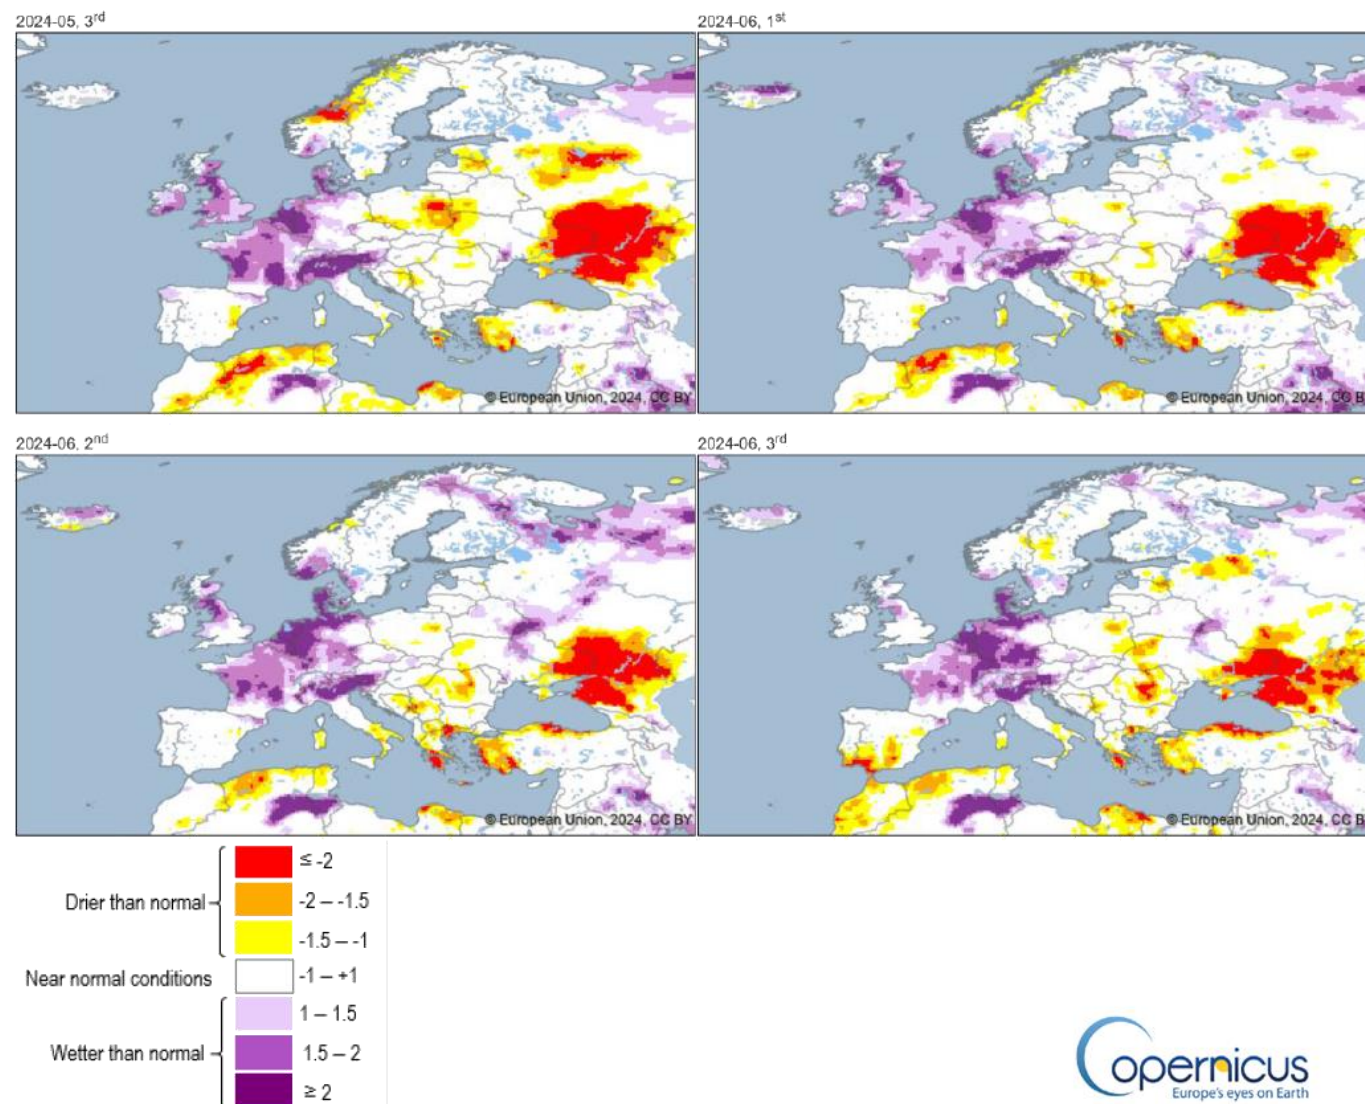 2024-05, 3rd
2024-06, 1st
© European Union, 2024, CC BY
© European Union, 2024, CC B
2024-06, 2nd
2024-06, 3rd
© European Union, 2024, CC BY
© European Union, 2024, CC B
Drier than normal
≤ -2
-2 – -1.5
-1.5 – -1
Near normal conditions
-1 – +1
Wetter than normal
1 – 1.5
1.5 – 2
≥ 2
Copernicus
Europe's eyes on Earth